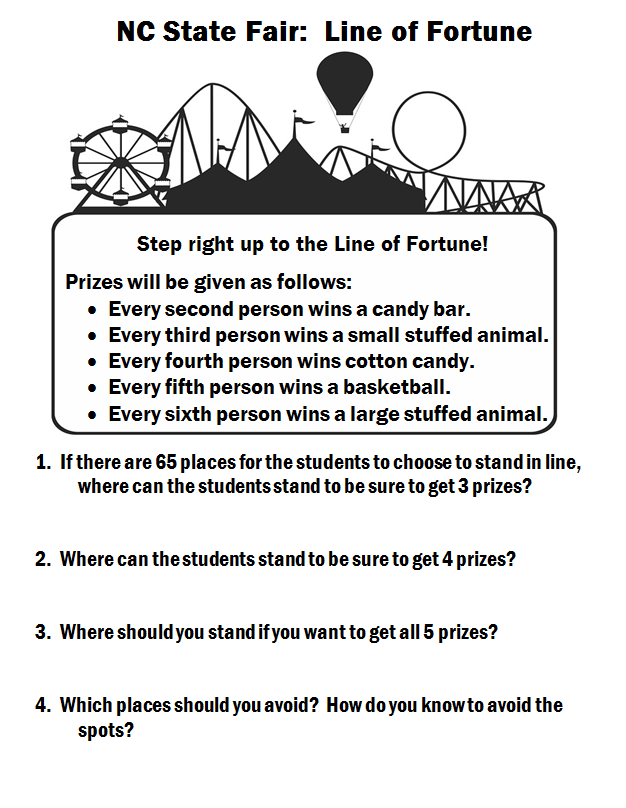 NC State Fair: Line of Fortune
Step right up to the Line of Fortune!
Prizes will be given as follows:
• Every second person wins a candy bar.
• Every third person wins a small stuffed animal.
• Every fourth person wins cotton candy.
• Every fifth person wins a basketball.
• Every sixth person wins a large stuffed animal.
1. If there are 65 places for the students to choose to stand in line,
where can the students stand to be sure to get 3 prizes?
2. Where can the students stand to be sure to get 4 prizes?
3. Where should you stand if you want to get all 5 prizes?
4. Which places should you avoid? How do you know to avoid the
spots?